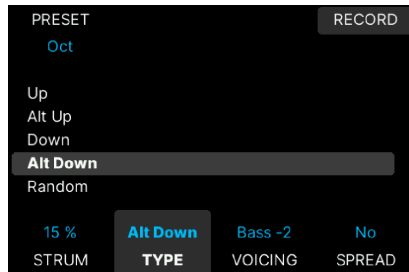 PRESET RECORD
Oct
Up
Alt Up
Down
Alt Down
Random
15 % Alt Down Bass -2 No
STRUM TYPE VOICING SPREAD